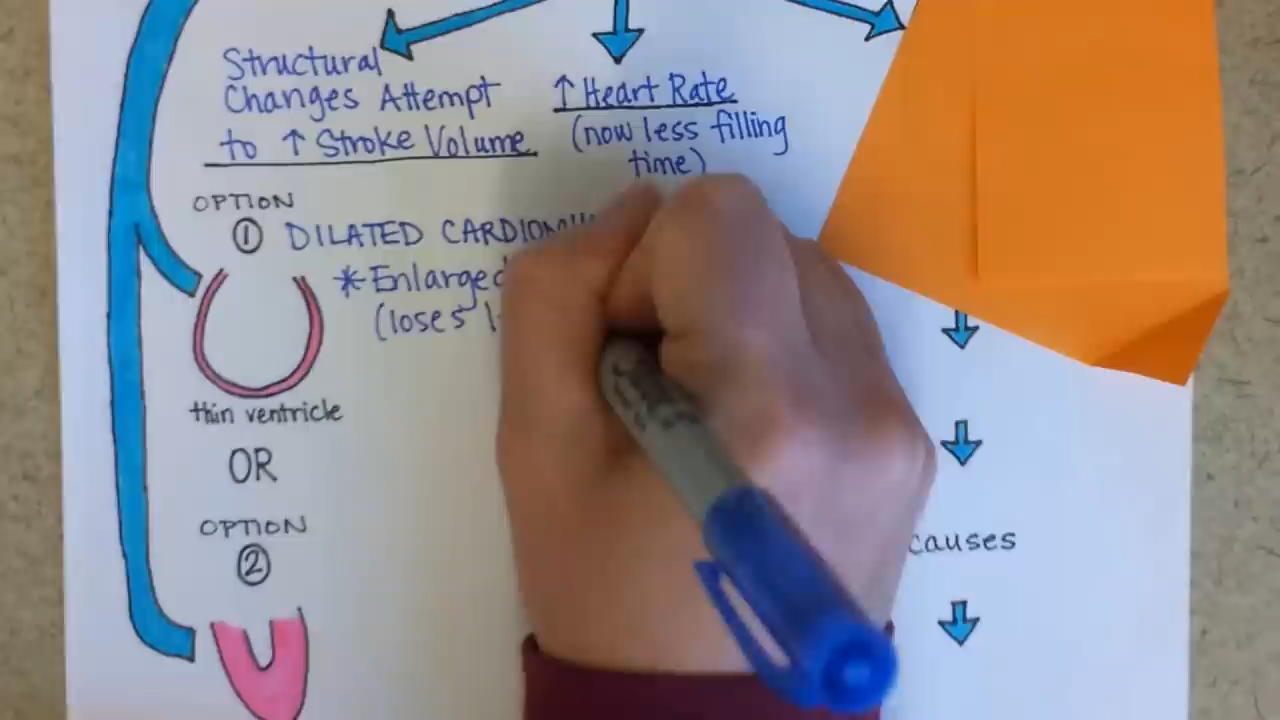 Structural
Changes Attempt
to ↑ Stroke Volume
↑ Heart Rate
(now less filling
time)
OPTION
① DILATED
*Enlarged
(loses
thin ventricle
OR
OPTION
②
causes